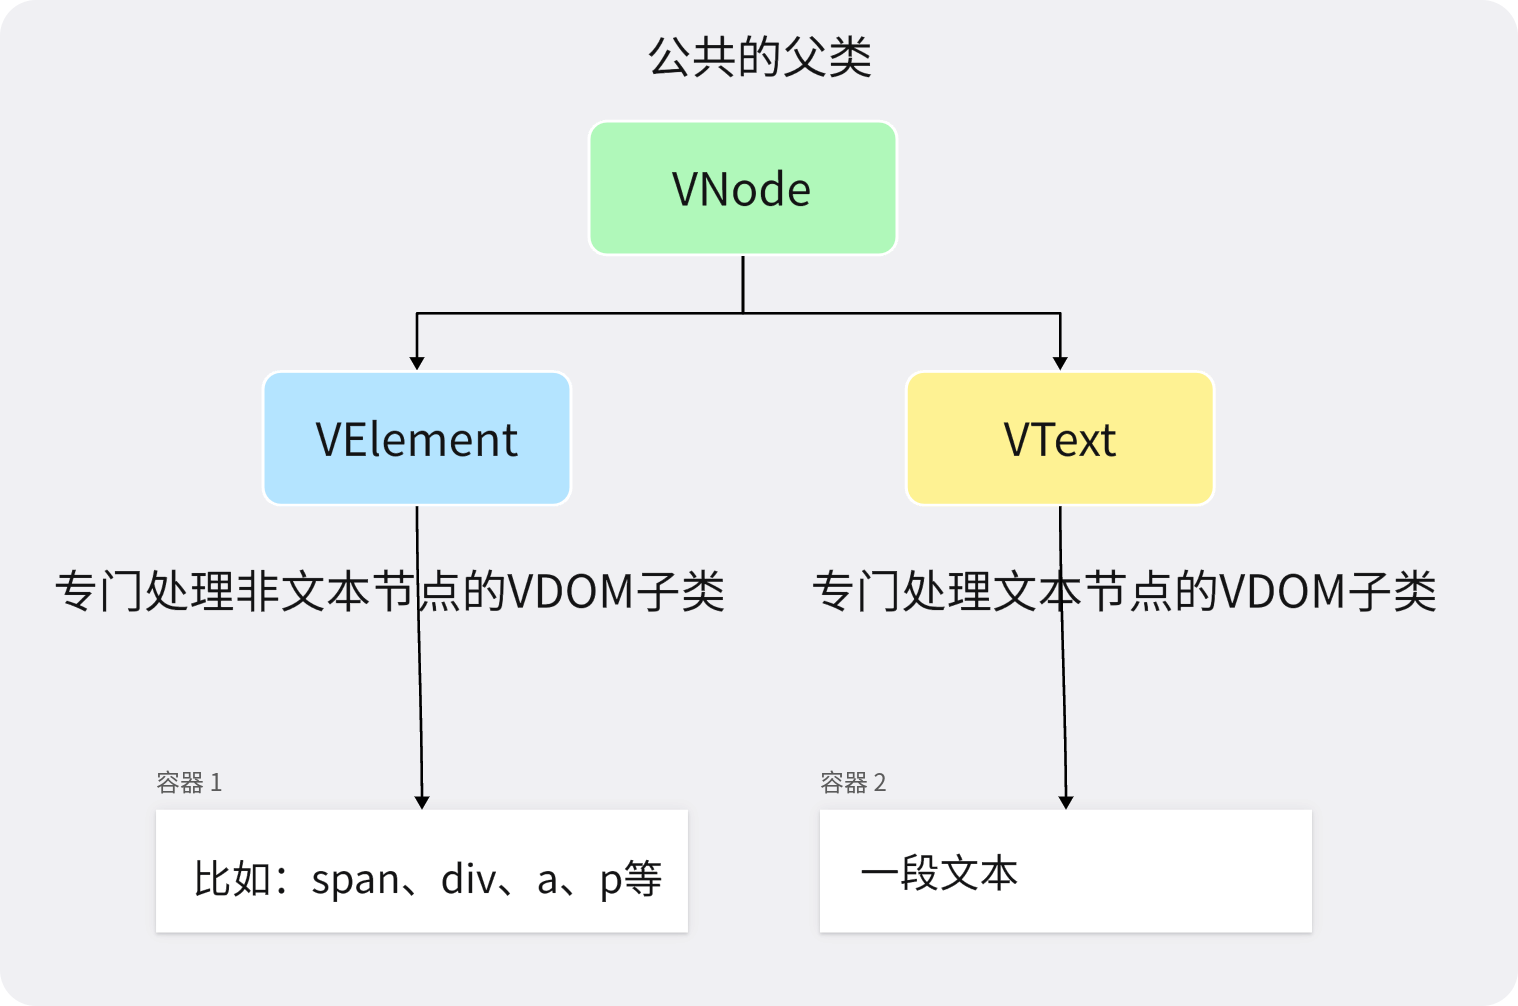 公共的父类
VNode
VElement
VText
专门处理非文本节点的VDOM子类
专门处理文本节点的VDOM子类
容器 1
容器 2
比如：span、div、a、p等
一段文本